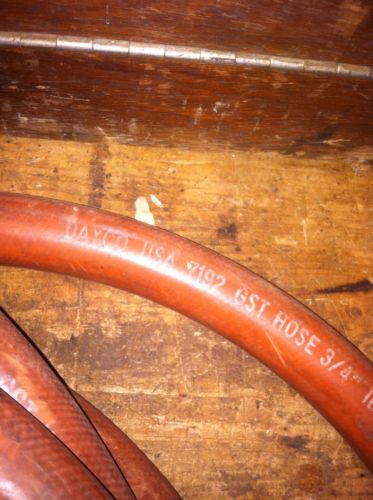 DAYCO USA 7192 GST HOSE 3/4"